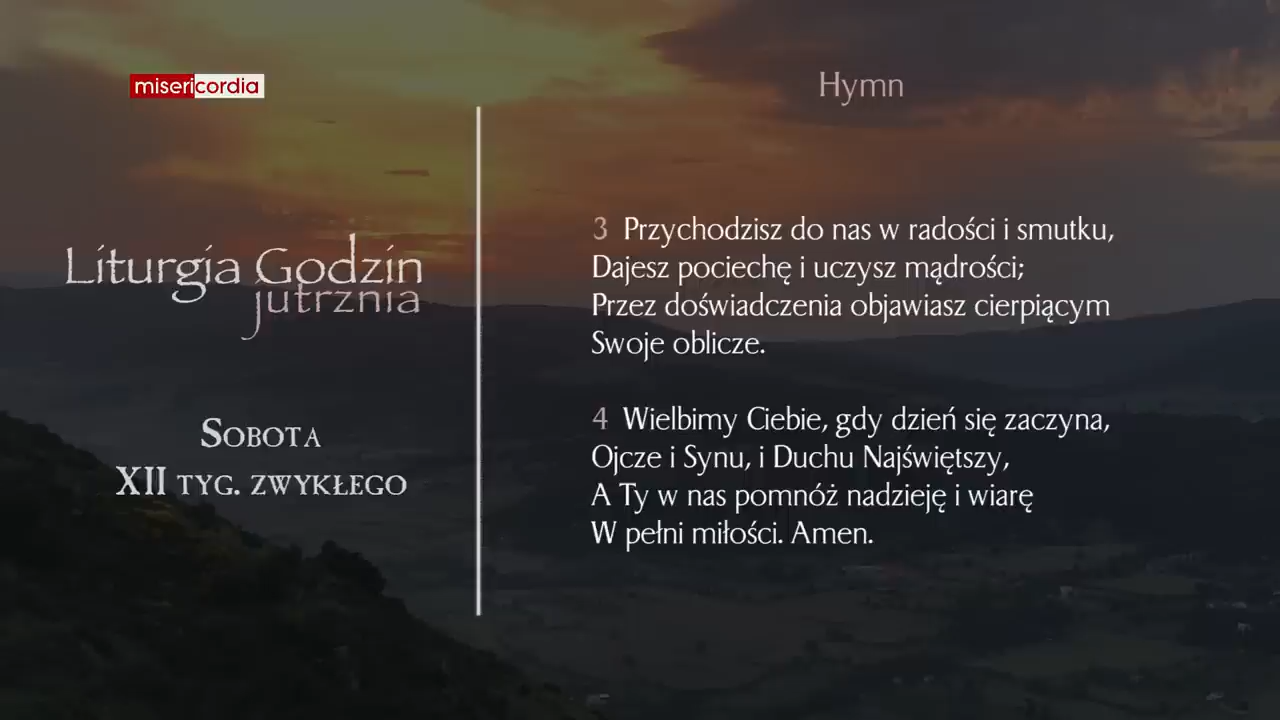 misericordia
Liturgia Godzin
jutrznia
Sobota
XII tyg. zwykłego
Hymn
3 Przychodzisz do nas w radości i smutku,
Dajesz pociechę i uczysz mądrości;
Przez doświadczenia objawiasz cierpiącym
Swoje oblicze.
4 Wielbimy Ciebie, gdy dzień się zaczyna,
Ojcze i Synu, i Duchu Najświętszy,
A Ty w nas pomnóż nadzieję i wiarę
W pełni miłości. Amen.